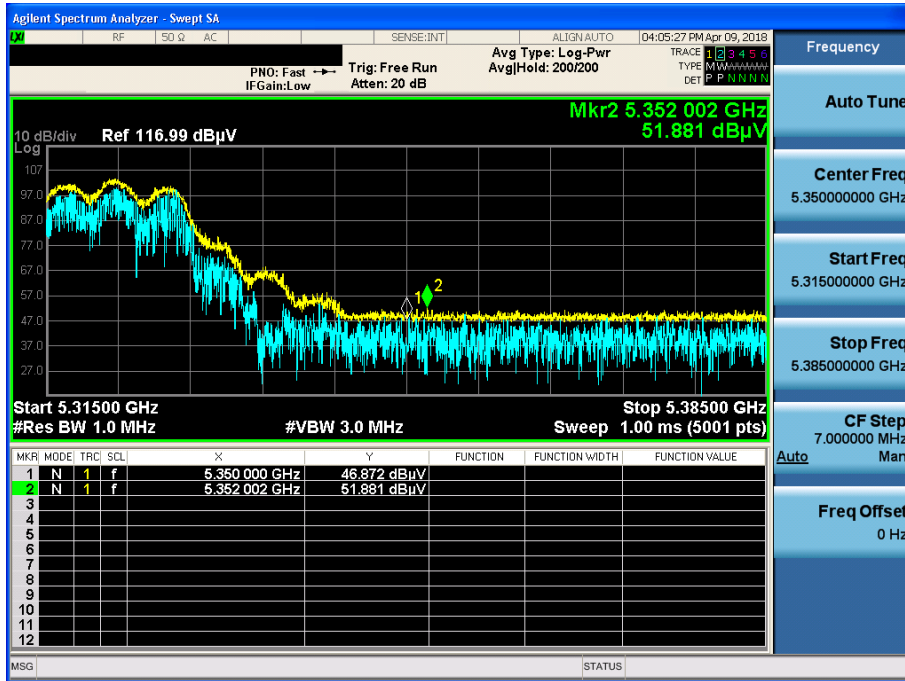 Agilent Spectrum Analyzer - Swept SA
LXI RF 50 Ω AC SENSE:INT ALIGNAUTO 04:05:27 PM Apr 09, 2018
PNO: Fast Trig: Free Run Avg Type: Log-Pwr TRACE 1 2 3 4 5 6
IFGain:Low Atten: 20 dB Avg|Hold: 200/200 TYPE MWWWWW
DET P P N N N N
Mkr2 5.352 002 GHz
51.881 dBµV
10 dB/div Ref 116.99 dBµV
Log
107
97.0
87.0
77.0
67.0
57.0
47.0
37.0
27.0
1 2
Start 5.31500 GHz Stop 5.38500 GHz
#Res BW 1.0 MHz #VBW 3.0 MHz Sweep 1.00 ms (5001 pts)
MKR MODE TRC SCL X Y FUNCTION FUNCTION WIDTH FUNCTION VALUE
1 N 1 f 5.350 000 GHz 46.872 dBµV
2 N 1 f 5.352 002 GHz 51.881 dBµV
3
4
5
6
7
8
9
10
11
12
MSG STATUS
Frequency
Auto Tune
Center Freq
5.350000000 GHz
Start Freq
5.315000000 GHz
Stop Freq
5.385000000 GHz
CF Step
7.000000 MHz
Auto Man
Freq Offset
0 Hz